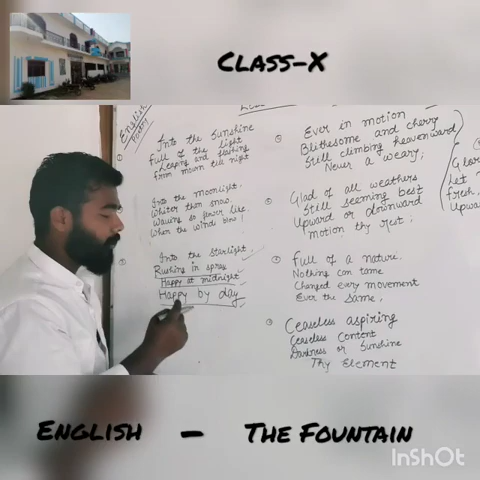 CLASS-X
English
Poetry
Into the sunshine
Full of the light
Leaping and flashing
From mown till night
Into the moonlight.
Whiter then snow.
Waving so flower like.
When the wind blow!
Into the starlight.
Rushing in spray
Happy at midnight
Happy by day
Ever in motion
Blithesome and cherry
Still climbing heavenward
Never a weary;
Glad of all weathers
Still seeming best
Upward or downward
Motion thy rest;
Full of a nature.
Nothing can tame
Changed every movement
Ever the same.
Ceaseless aspiring
Ceaseless content
Darkness or Sunshine
Thy Element
Let
Fresh,
Upwa
ENGLISH - THE FOUNTAIN
InShOt